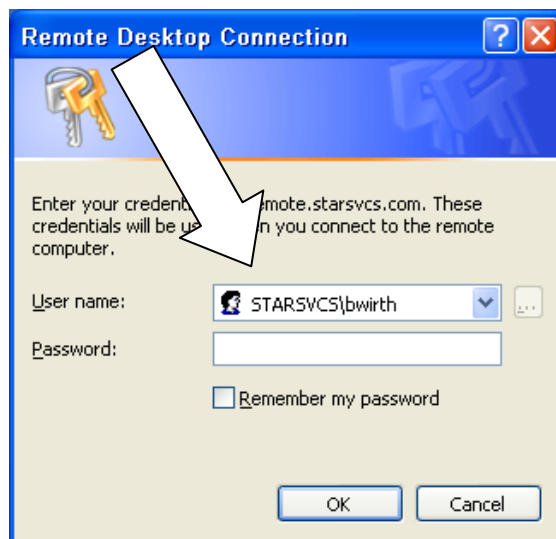 Remote Desktop Connection
Enter your credent emote.starsvcs.com. These
credentials will be us n you connect to the remote
computer.
User name:
STARSVCS\bwirth
Password:
Remember my password
OK
Cancel